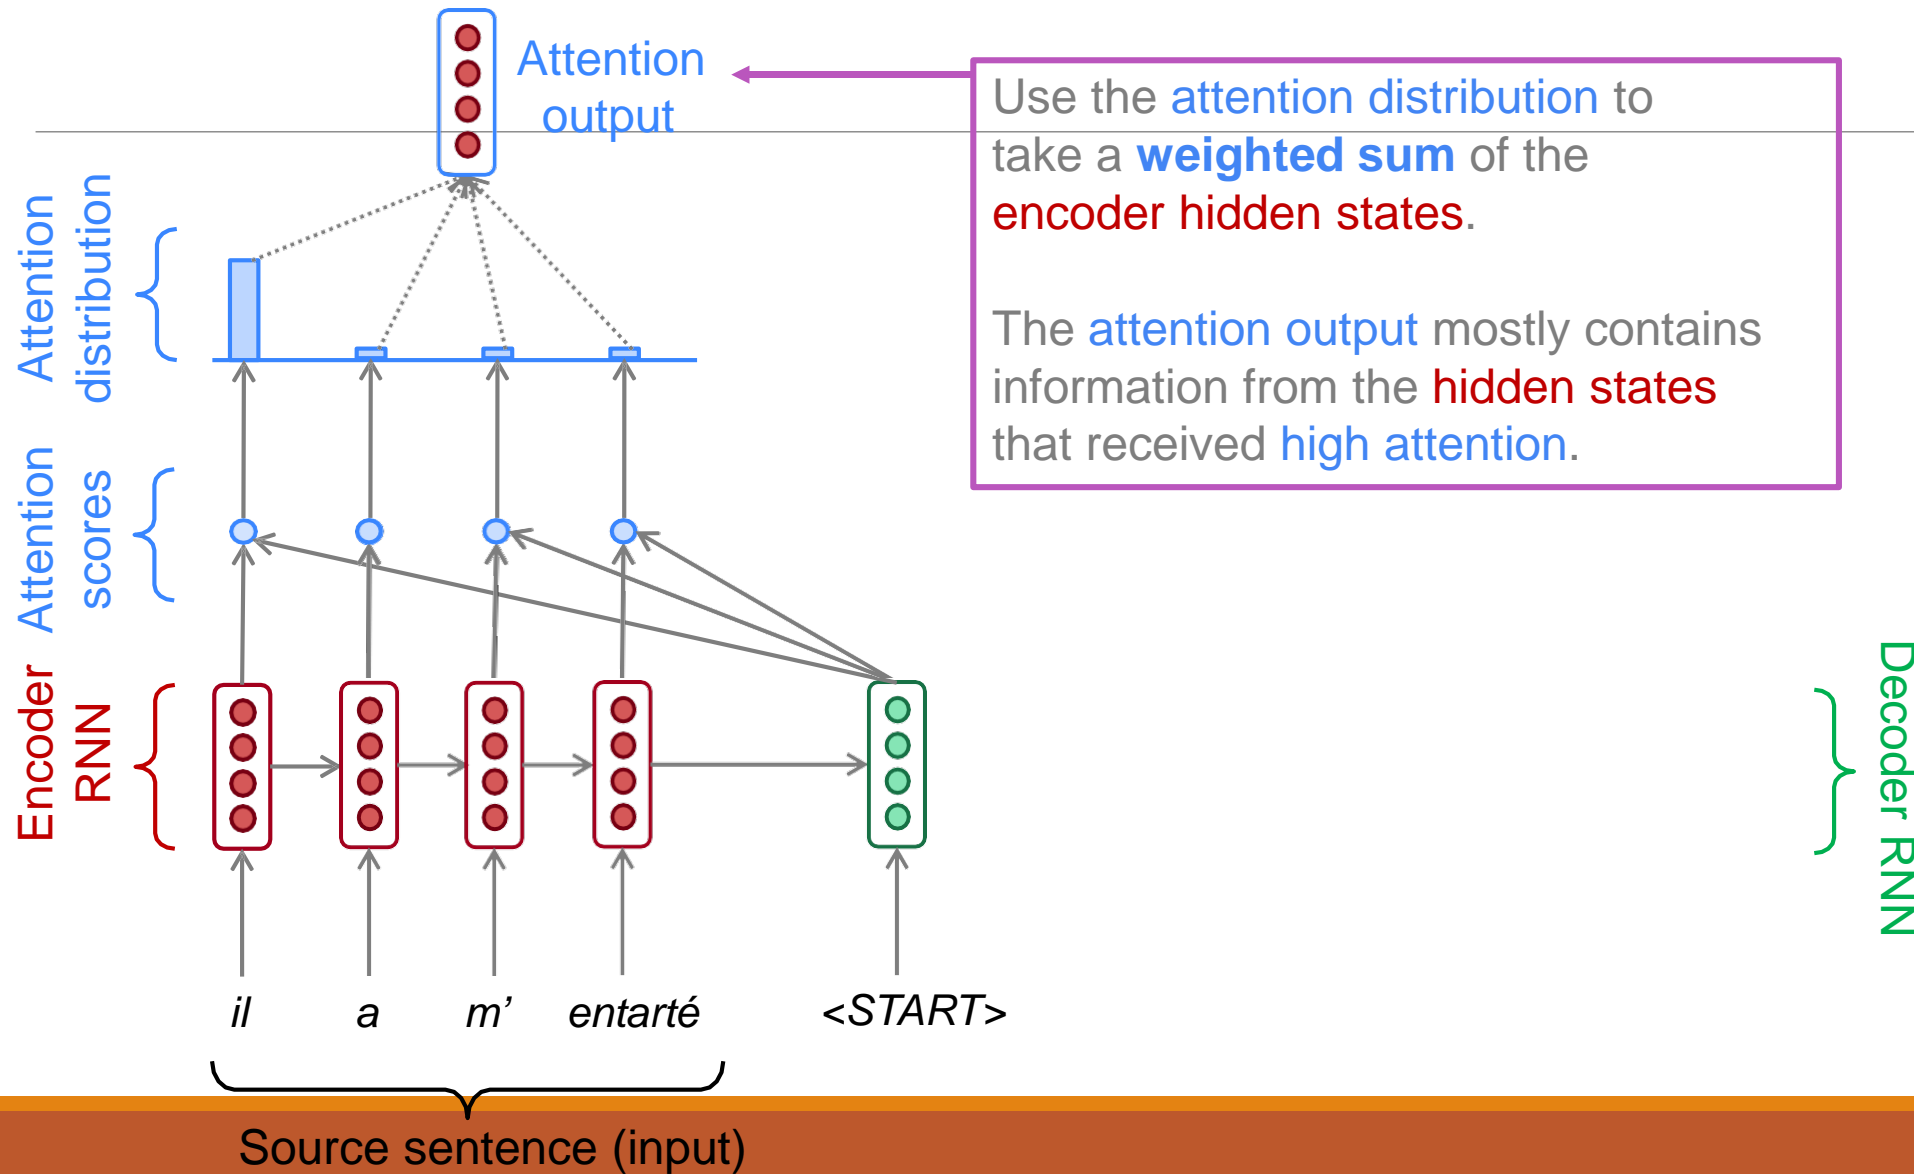 Attention
output
Use the attention distribution to
take a weighted sum of the
encoder hidden states.
The attention output mostly contains
information from the hidden states
that received high attention.
Attention
distribution
Attention
scores
Encoder
RNN
Decoder RNN
il a m’ entarté <START>
Source sentence (input)